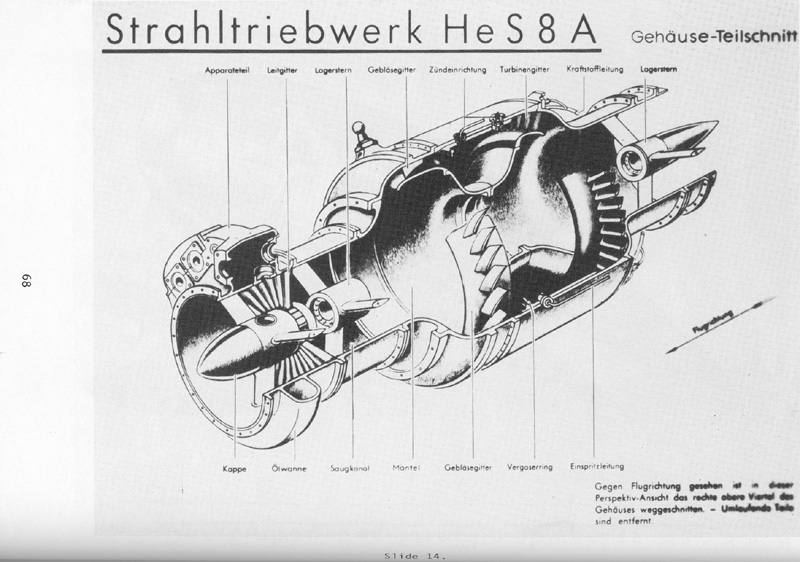 Strahltriebwerk HeS 8 A
Gehäuse-Teilschnitt
Apparateteil Leitgitter Lagerstern Gebläsegitter Zündeinrichtung Turbinengitter Kraftstoffleitung Lagerstern
68
Flugrichtung
Kappe Ölwanne Saugkanal Mantel Gebläsegitter Vergaserring Einspritzleitung
Gegen Flugrichtung gesehen ist in dieser
Perspektiv-Ansicht das rechte obere Viertel des
Gehäuses weggeschnitten. – Umlaufende Teile
sind entfernt.
Slide 14.